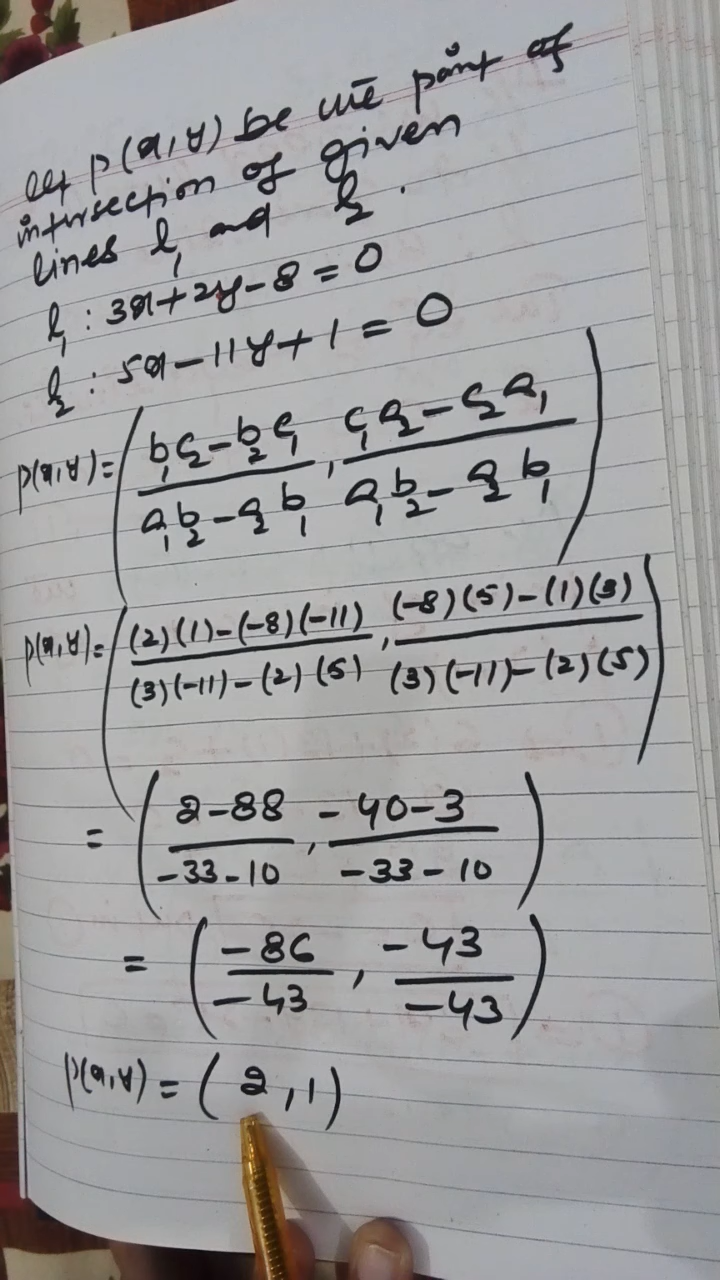 let P(x,y) be the point of
intersection of given
lines l₁ and l₂.
l₁ : 3x+2y-8=0
l₂ : 5x-11y+1=0
P(x,y)=((b₁c₂-b₂c₁)/(a₁b₂-a₂b₁), (c₁a₂-c₂a₁)/(a₁b₂-a₂b₁))
P(x,y)=(((2)(1)-(-8)(-11))/((3)(-11)-(2)(5)), ((-8)(5)-(1)(3))/((3)(-11)-(2)(5)))
= ((2-88)/(-33-10), (-40-3)/(-33-10))
= (-86/-43, -43/-43)
P(x,y)=(2,1)